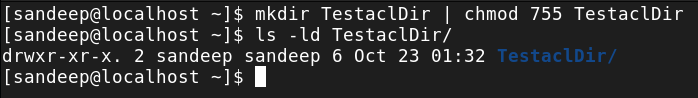 [sandeep@localhost ~]$ mkdir TestaclDir | chmod 755 TestaclDir
[sandeep@localhost ~]$ ls -ld TestaclDir/
drwxr-xr-x. 2 sandeep sandeep 6 Oct 23 01:32 TestaclDir/
[sandeep@localhost ~]$